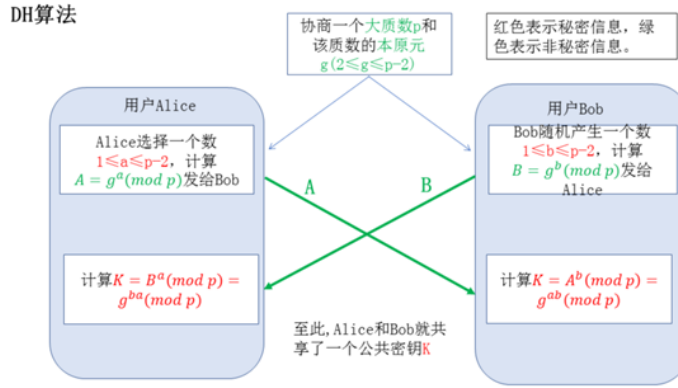 DH算法
协商一个大质数p和
该质数的本原元
g(2≤g≤p-2)
红色表示秘密信息，绿
色表示非秘密信息。
用户Alice
Alice选择一个数
1≤a≤p-2，计算
A = g^a(mod p)发给Bob
A
B
用户Bob
Bob随机产生一个数
1≤b≤p-2，计算
B = g^b(mod p)发给
Alice
计算K = B^a(mod p) =
g^{ba}(mod p)
计算K = A^b(mod p) =
g^{ab}(mod p)
至此,Alice和Bob就共
享了一个公共密钥K